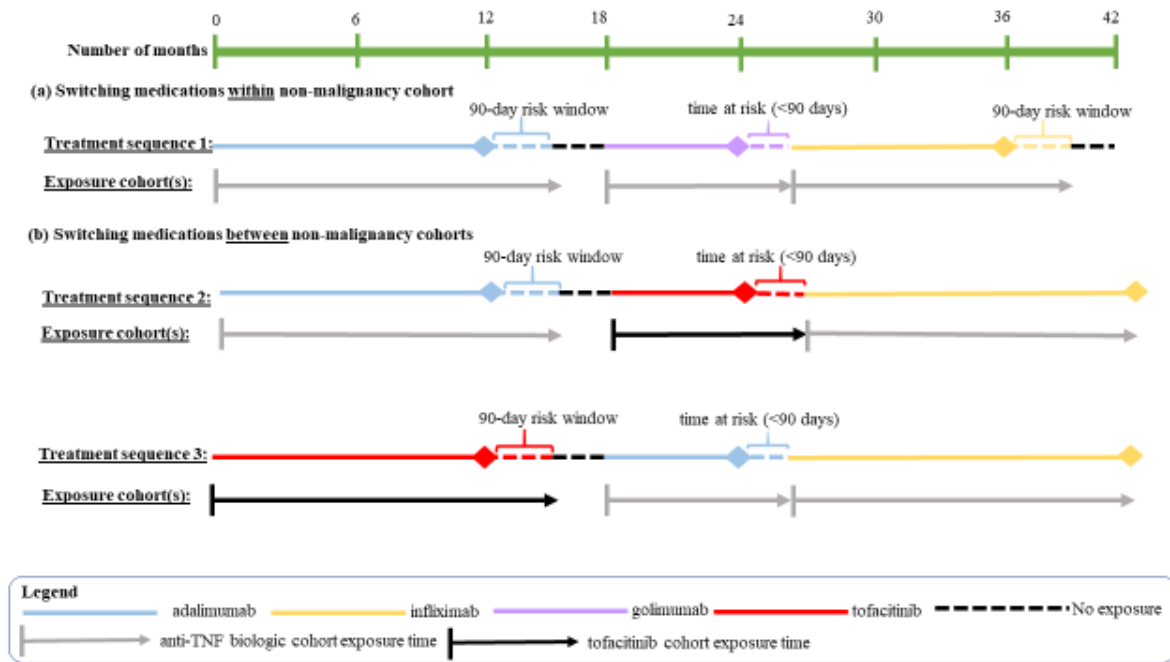 0 6 12 18 24 30 36 42
Number of months
(a) Switching medications within non-malignancy cohort
90-day risk window time at risk (<90 days) 90-day risk window
Treatment sequence 1:
Exposure cohort(s):
(b) Switching medications between non-malignancy cohorts
90-day risk window time at risk (<90 days)
Treatment sequence 2:
Exposure cohort(s):
90-day risk window time at risk (<90 days)
Treatment sequence 3:
Exposure cohort(s):
Legend
adalimumab infliximab golimumab tofacitinib No exposure
anti-TNF biologic cohort exposure time tofacitinib cohort exposure time